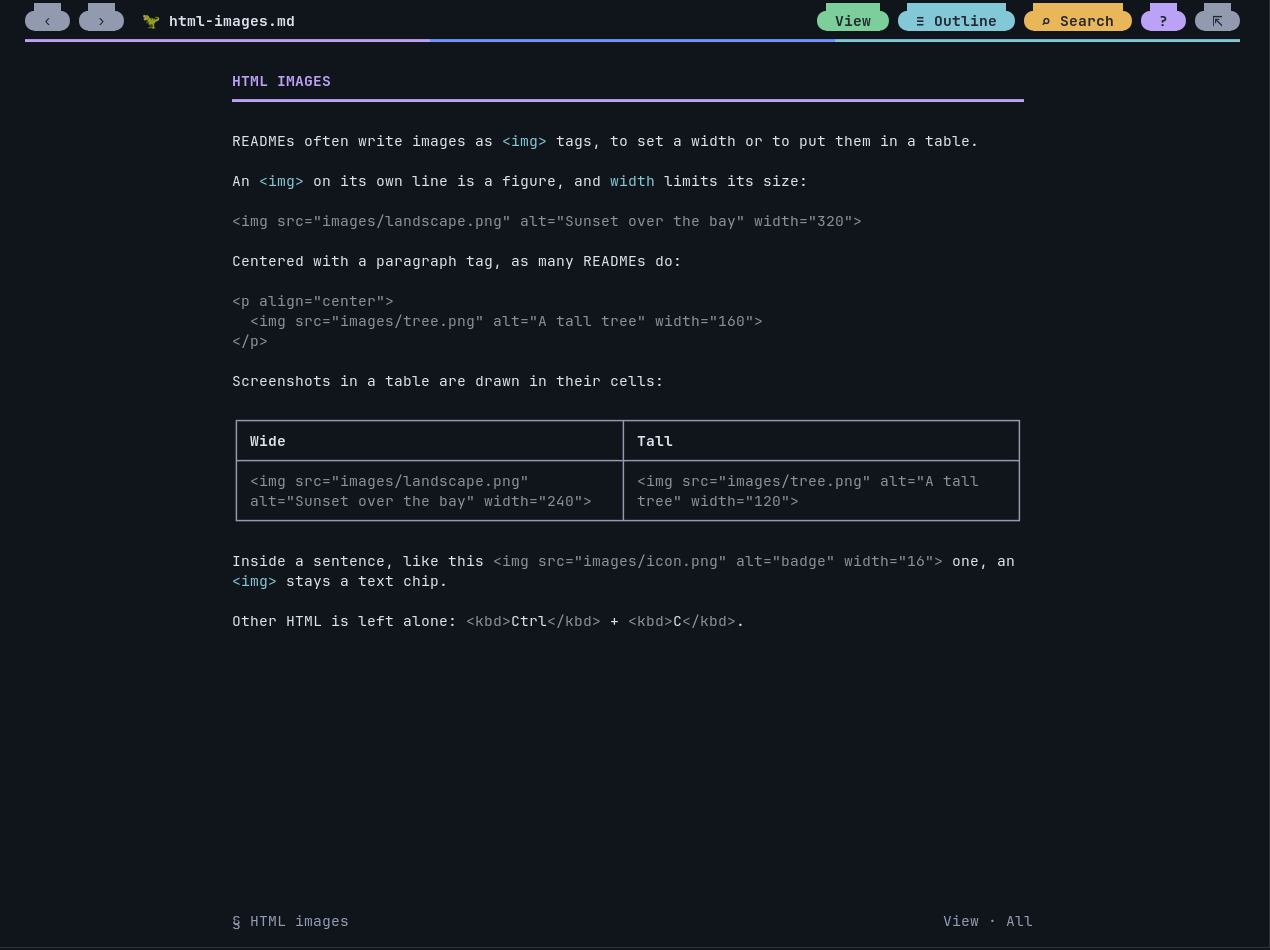 ‹ › 🦖 html-images.md View ≡ Outline ⌕ Search ? ⇱
HTML IMAGES
READMEs often write images as <img> tags, to set a width or to put them in a table.
An <img> on its own line is a figure, and width limits its size:
<img src="images/landscape.png" alt="Sunset over the bay" width="320">
Centered with a paragraph tag, as many READMEs do:
<p align="center">
  <img src="images/tree.png" alt="A tall tree" width="160">
</p>
Screenshots in a table are drawn in their cells:
Wide Tall
<img src="images/landscape.png" <img src="images/tree.png" alt="A tall
alt="Sunset over the bay" width="240"> tree" width="120">
Inside a sentence, like this <img src="images/icon.png" alt="badge" width="16"> one, an
<img> stays a text chip.
Other HTML is left alone: <kbd>Ctrl</kbd> + <kbd>C</kbd>.
§ HTML images View · All